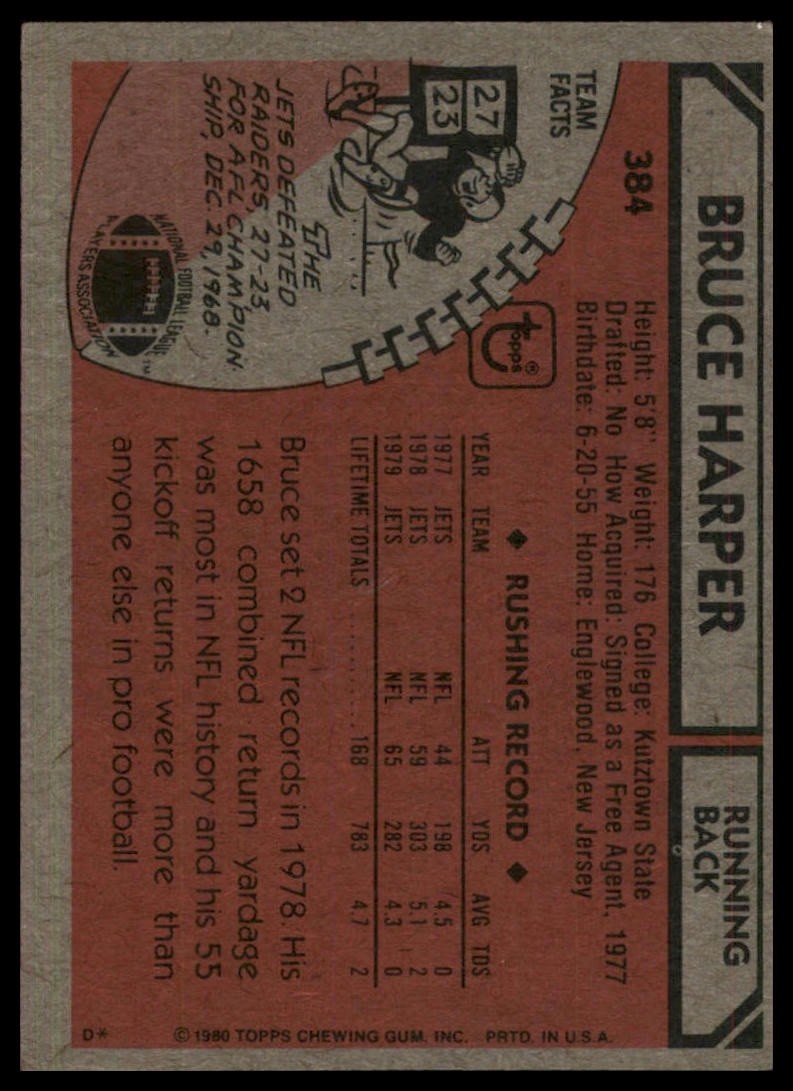 BRUCE HARPER
RUNNING
BACK
384
Height: 5'8" Weight: 176 College: Kutztown State
Drafted: No How Acquired: Signed as a Free Agent, 1977
Birthdate: 6-20-55 Home: Englewood, New Jersey
TEAM
FACTS
27
23
THE
JETS DEFEATED
RAIDERS, 27-23,
FOR AFL CHAMPION-
SHIP, DEC. 29, 1968.
NATIONAL FOOTBALL LEAGUE
PLAYERS ASSOCIATION
TM
topps®
◆ RUSHING RECORD ◆
YEAR TEAM ATT YDS AVG TDS
1977 JETS NFL 44 198 4.5 0
1978 JETS NFL 59 303 5.1 2
1979 JETS NFL 65 282 4.3 0
LIFETIME TOTALS ........... 168 783 4.7 2
Bruce set 2 NFL records in 1978. His
1658 combined return yardage
was most in NFL history and his 55
kickoff returns were more than
anyone else in pro football.
D* © 1980 TOPPS CHEWING GUM, INC. PRTD. IN U.S.A.